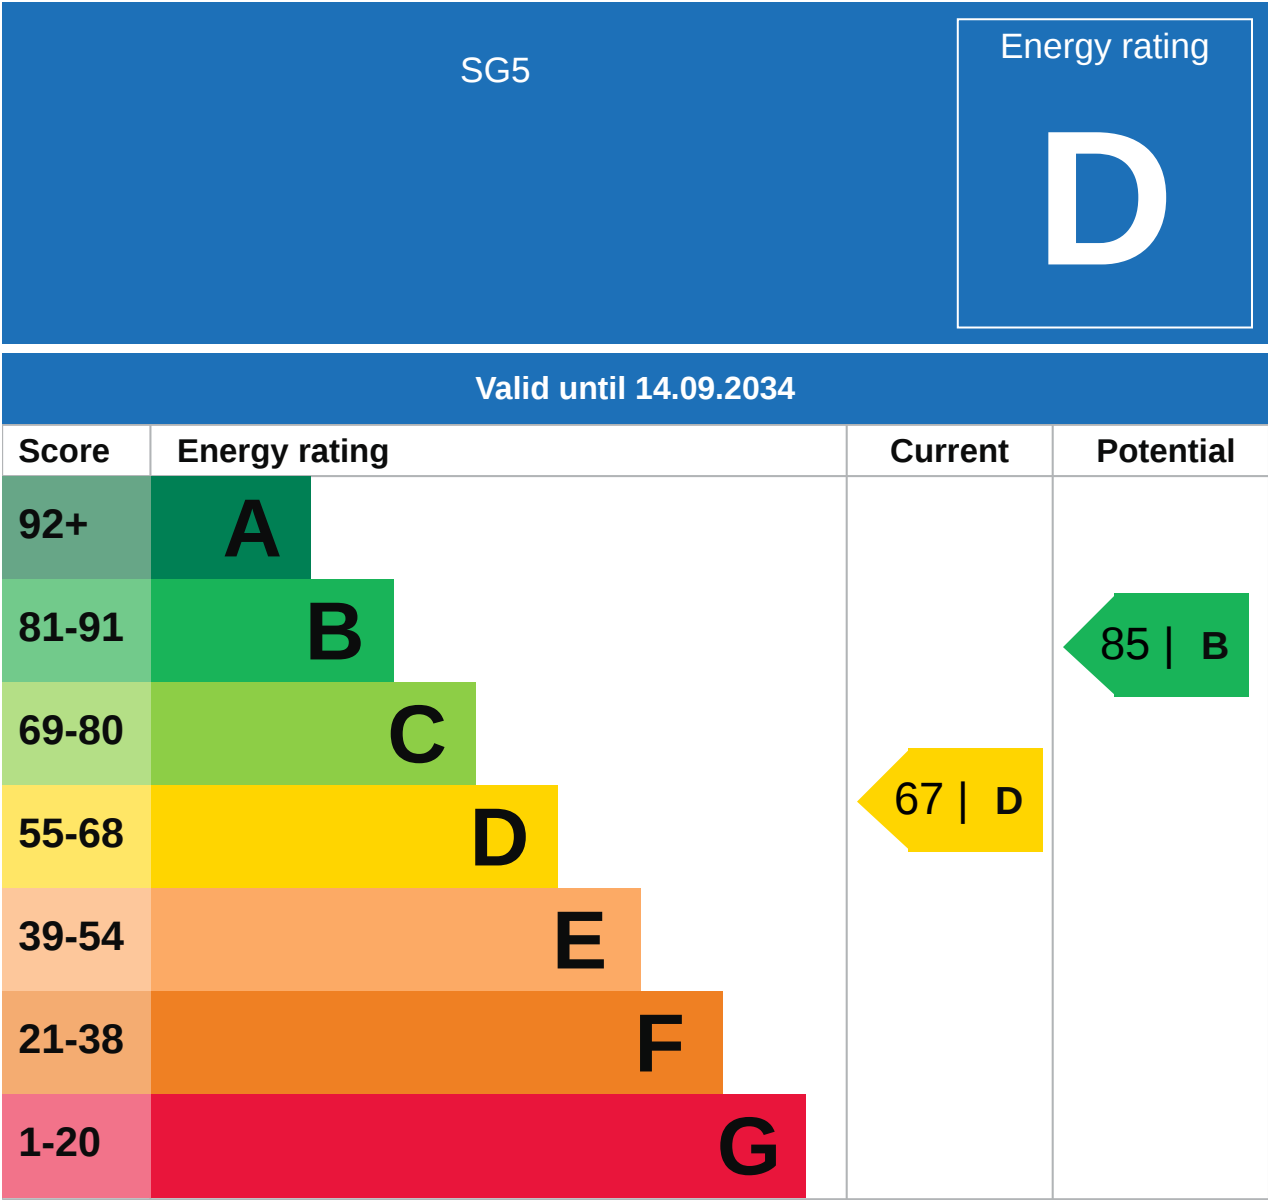 SG5
Energy rating
D
Valid until 14.09.2034
Score Energy rating Current Potential
92+ A
81-91 B
85 | B
69-80 C
67 | D
55-68 D
39-54 E
21-38 F
1-20 G